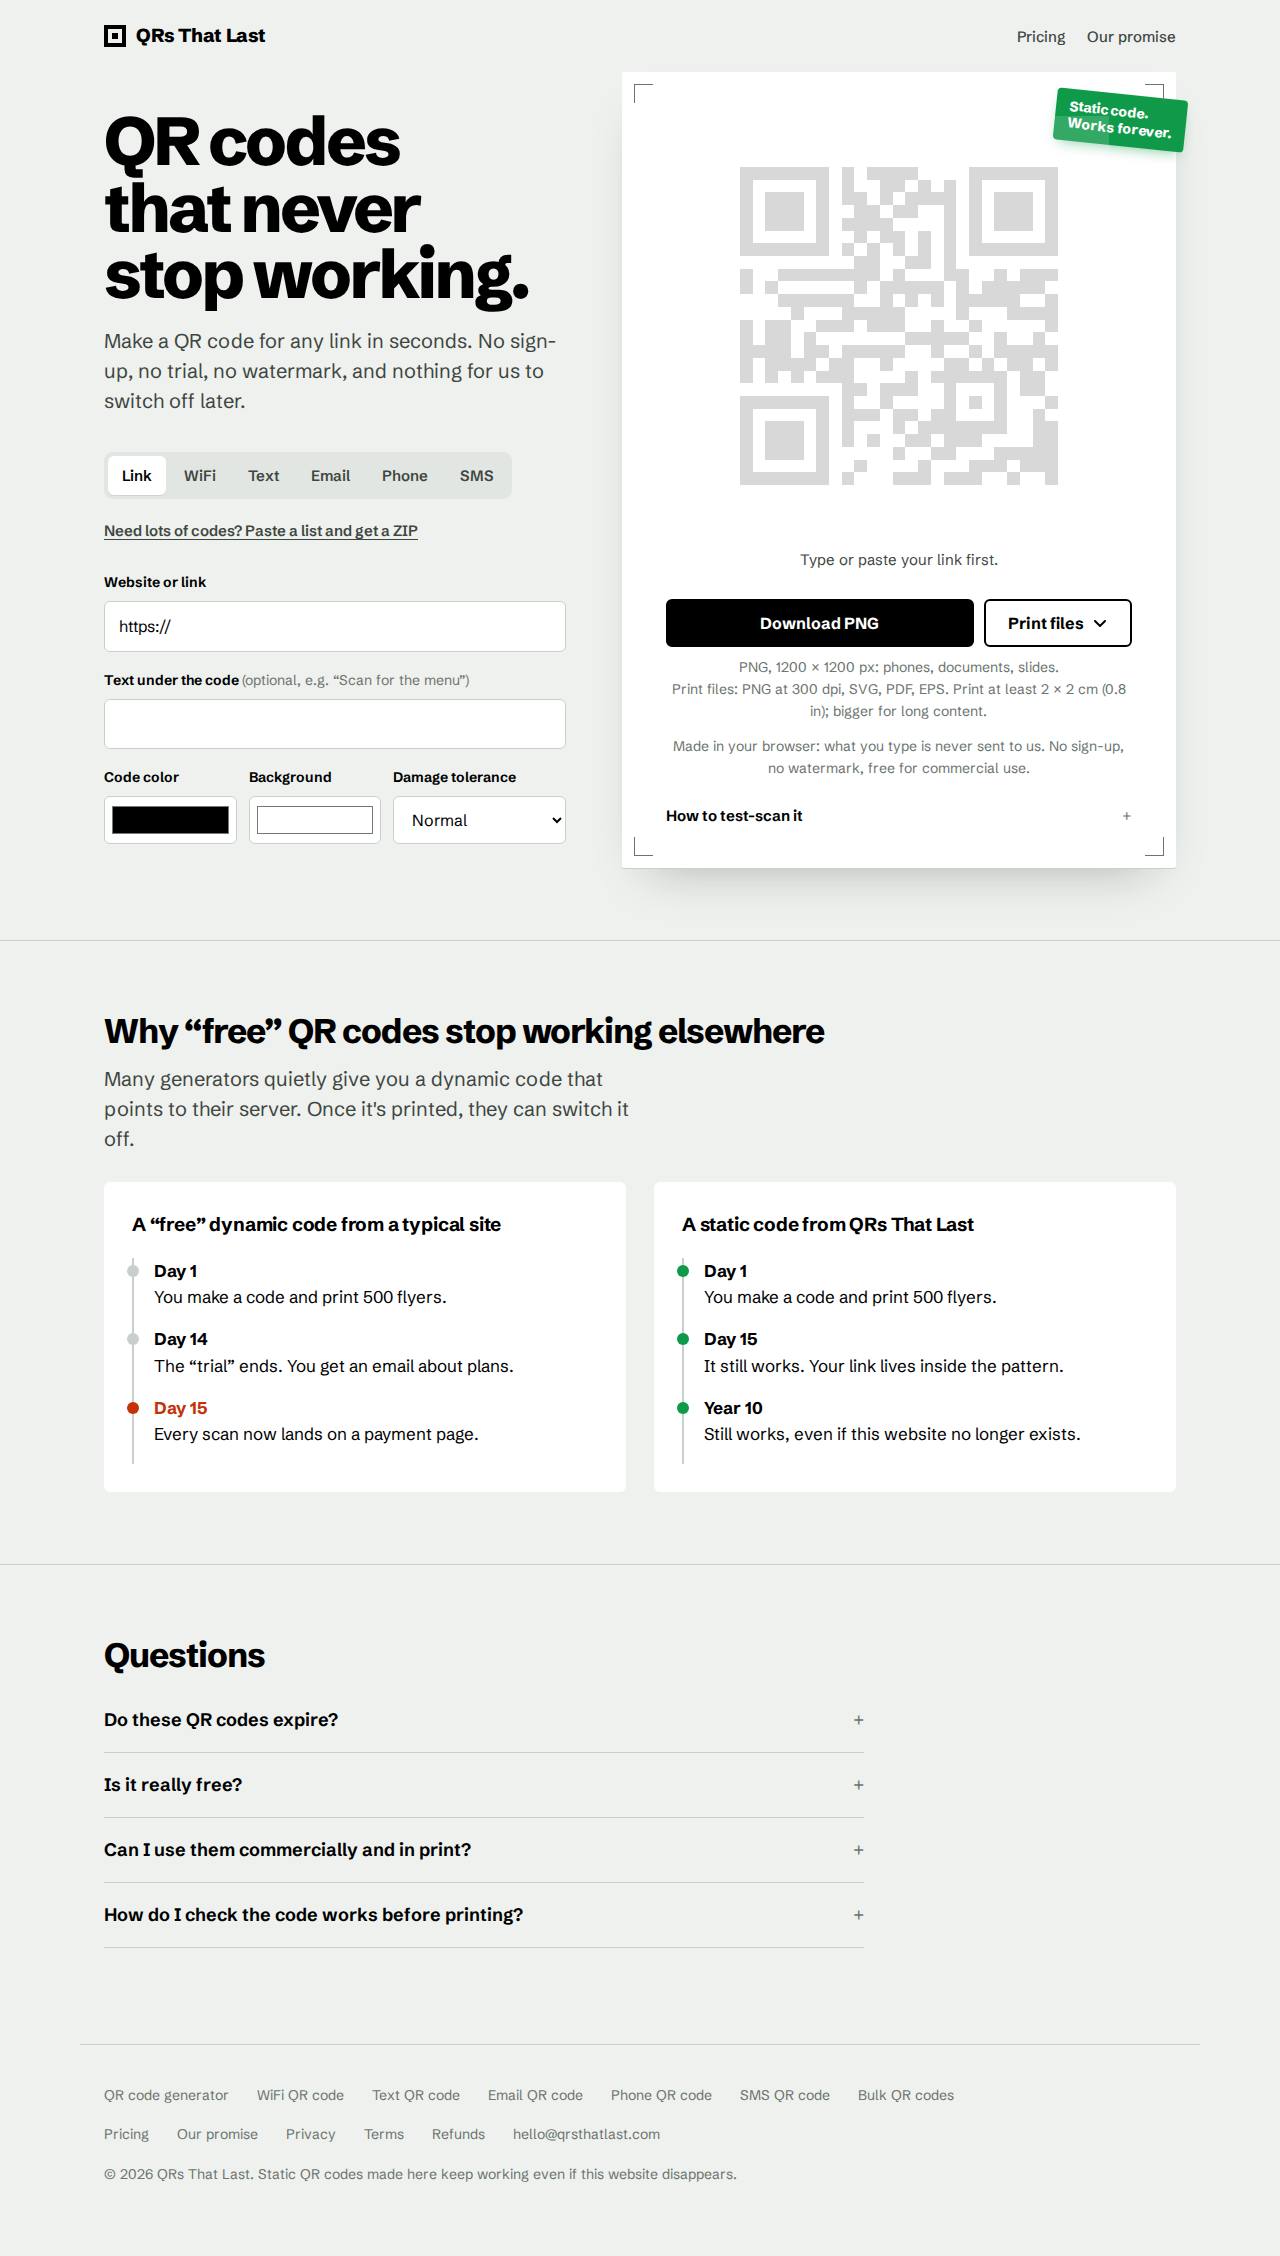 QRs That Last
Pricing
Our promise
QR codes
that never
stop working.
Make a QR code for any link in seconds. No sign-
up, no trial, no watermark, and nothing for us to
switch off later.
Link
WiFi
Text
Email
Phone
SMS
Need lots of codes? Paste a list and get a ZIP
Website or link
https://
Text under the code (optional, e.g. “Scan for the menu”)
Code color
Background
Damage tolerance
Normal
Static code.
Works forever.
Type or paste your link first.
Download PNG
Print files
PNG, 1200 × 1200 px: phones, documents, slides.
Print files: PNG at 300 dpi, SVG, PDF, EPS. Print at least 2 × 2 cm (0.8
in); bigger for long content.
Made in your browser: what you type is never sent to us. No sign-up,
no watermark, free for commercial use.
How to test-scan it +
Why “free” QR codes stop working elsewhere
Many generators quietly give you a dynamic code that
points to their server. Once it's printed, they can switch it
off.
A “free” dynamic code from a typical site
Day 1
You make a code and print 500 flyers.
Day 14
The “trial” ends. You get an email about plans.
Day 15
Every scan now lands on a payment page.
A static code from QRs That Last
Day 1
You make a code and print 500 flyers.
Day 15
It still works. Your link lives inside the pattern.
Year 10
Still works, even if this website no longer exists.
Questions
Do these QR codes expire? +
Is it really free? +
Can I use them commercially and in print? +
How do I check the code works before printing? +
QR code generator WiFi QR code Text QR code Email QR code Phone QR code SMS QR code Bulk QR codes
Pricing Our promise Privacy Terms Refunds hello@qrsthatlast.com
© 2026 QRs That Last. Static QR codes made here keep working even if this website disappears.